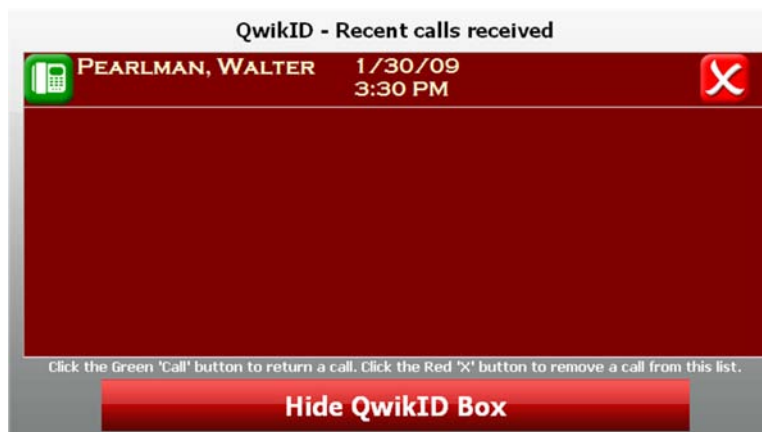 QwikID - Recent calls received
PEARLMAN, WALTER 1/30/09
3:30 PM
Click the Green 'Call' button to return a call. Click the Red 'X' button to remove a call from this list.
Hide QwikID Box